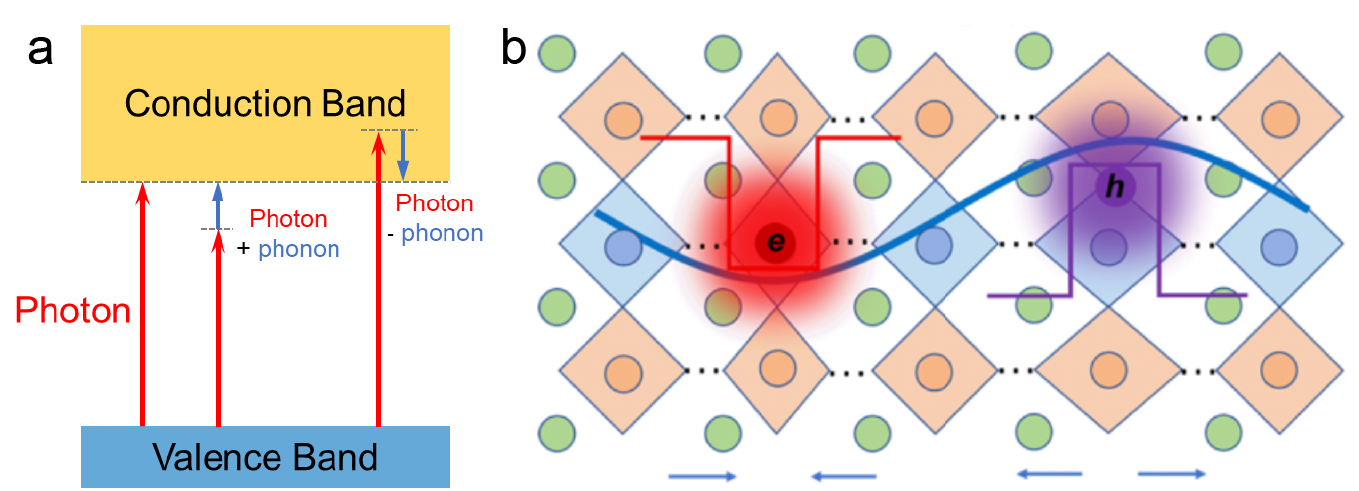 a
Conduction Band
Photon
+ phonon
Photon
- phonon
Photon
Valence Band
b
e
h